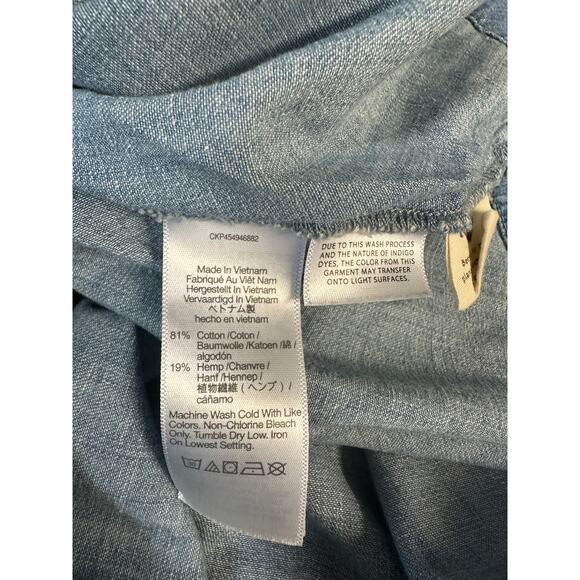 CKP454946882
Made In Vietnam
Fabriqué Au Việt Nam
Hergestellt in Vietnam
Vervaardigd in Vietnam
ベトナム製
hecho en vietnam
81% Cotton /Coton /
Baumwolle /Katoen /綿 /
algodón
19% Hemp /Chanvre /
Hanf /Hennep /
植物繊維 (ヘンプ) /
cáñamo
Machine Wash Cold With Like
Colors. Non-Chlorine Bleach
Only. Tumble Dry Low. Iron
On Lowest Setting.
DUE TO THIS WASH PROCESS
AND THE NATURE OF INDIGO
DYES, THE COLOR FROM THIS
GARMENT MAY TRANSFER
ONTO LIGHT SURFACES.